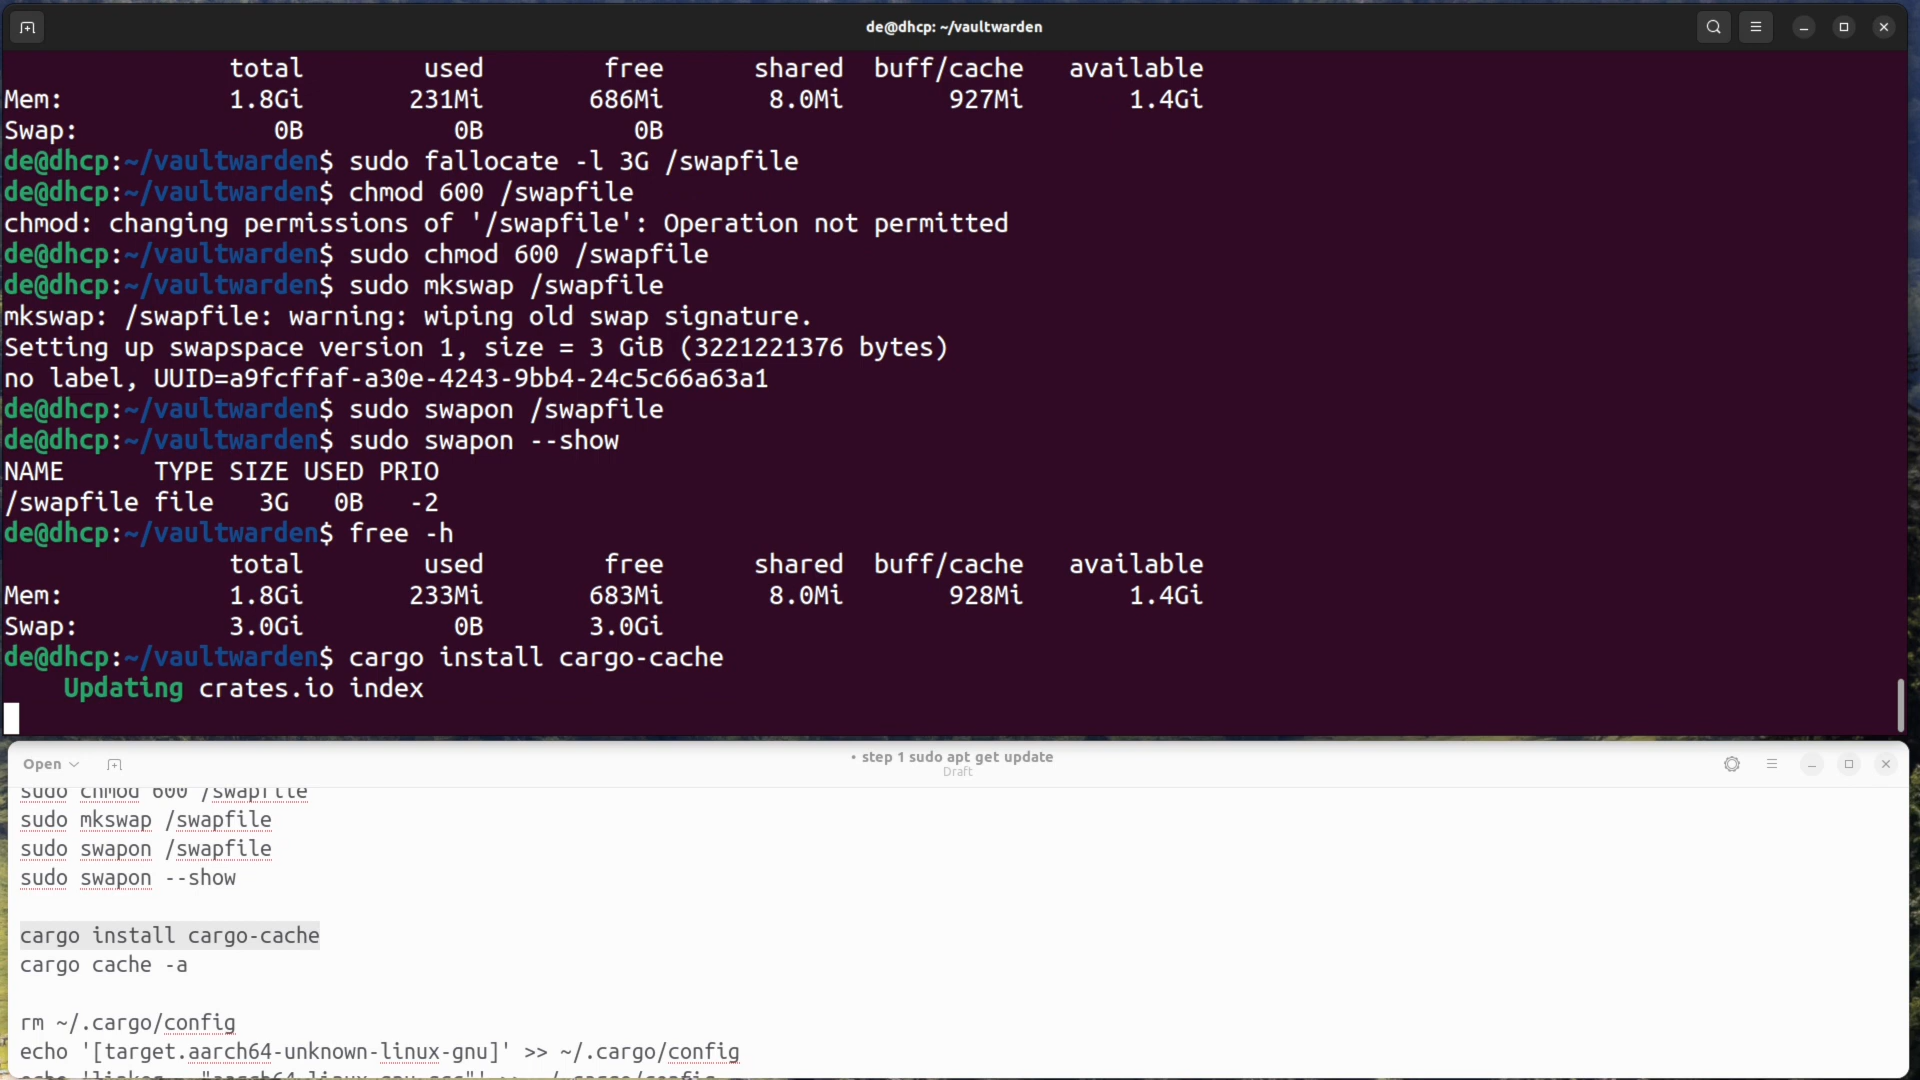 de@dhcp: ~/vaultwarden
total used free shared buff/cache available
Mem: 1.8Gi 231Mi 686Mi 8.0Mi 927Mi 1.4Gi
Swap: 0B 0B 0B
de@dhcp:~/vaultwarden$ sudo fallocate -l 3G /swapfile
de@dhcp:~/vaultwarden$ chmod 600 /swapfile
chmod: changing permissions of '/swapfile': Operation not permitted
de@dhcp:~/vaultwarden$ sudo chmod 600 /swapfile
de@dhcp:~/vaultwarden$ sudo mkswap /swapfile
mkswap: /swapfile: warning: wiping old swap signature.
Setting up swapspace version 1, size = 3 GiB (3221221376 bytes)
no label, UUID=a9fcffaf-a30e-4243-9bb4-24c5c66a63a1
de@dhcp:~/vaultwarden$ sudo swapon /swapfile
de@dhcp:~/vaultwarden$ sudo swapon --show
NAME TYPE SIZE USED PRIO
/swapfile file 3G 0B -2
de@dhcp:~/vaultwarden$ free -h
total used free shared buff/cache available
Mem: 1.8Gi 233Mi 683Mi 8.0Mi 928Mi 1.4Gi
Swap: 3.0Gi 0B 3.0Gi
de@dhcp:~/vaultwarden$ cargo install cargo-cache
Updating crates.io index
Open
• step 1 sudo apt get update
Draft
sudo chmod 600 /swapfile
sudo mkswap /swapfile
sudo swapon /swapfile
sudo swapon --show
cargo install cargo-cache
cargo cache -a
rm ~/.cargo/config
echo '[target.aarch64-unknown-linux-gnu]' >> ~/.cargo/config